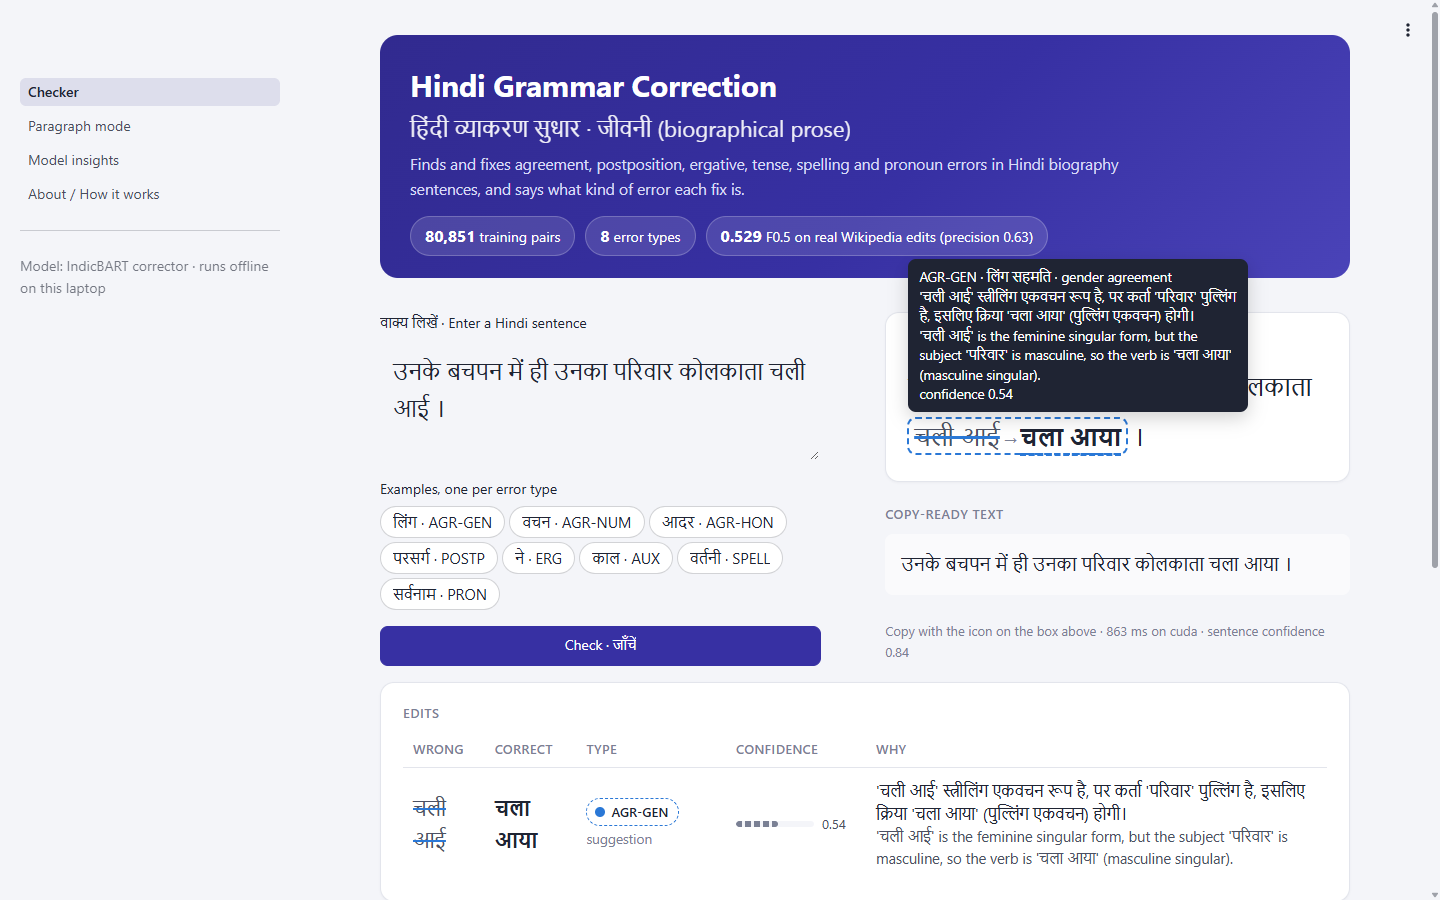 Checker
Paragraph mode
Model insights
About / How it works
Model: IndicBART corrector · runs offline
on this laptop
Hindi Grammar Correction
हिंदी व्याकरण सुधार · जीवनी (biographical prose)
Finds and fixes agreement, postposition, ergative, tense, spelling and pronoun errors in Hindi biography
sentences, and says what kind of error each fix is.
80,851 training pairs
8 error types
0.529 F0.5 on real Wikipedia edits (precision 0.63)
वाक्य लिखें · Enter a Hindi sentence
उनके बचपन में ही उनका परिवार कोलकाता चली
आई ।
Examples, one per error type
लिंग · AGR-GEN
वचन · AGR-NUM
आदर · AGR-HON
परसर्ग · POSTP
ने · ERG
काल · AUX
वर्तनी · SPELL
सर्वनाम · PRON
Check · जाँचें
AGR-GEN · लिंग सहमति · gender agreement
'चली आई' स्त्रीलिंग एकवचन रूप है, पर कर्ता 'परिवार' पुल्लिंग
है, इसलिए क्रिया 'चला आया' (पुल्लिंग एकवचन) होगी।
'चली आई' is the feminine singular form, but the
subject 'परिवार' is masculine, so the verb is 'चला आया'
(masculine singular).
confidence 0.54
लकाता
चली आई→चला आया ।
COPY-READY TEXT
उनके बचपन में ही उनका परिवार कोलकाता चला आया ।
Copy with the icon on the box above · 863 ms on cuda · sentence confidence
0.84
EDITS
WRONG CORRECT TYPE CONFIDENCE WHY
चली
आई
चला
आया
AGR-GEN
suggestion
0.54
'चली आई' स्त्रीलिंग एकवचन रूप है, पर कर्ता 'परिवार' पुल्लिंग है, इसलिए
क्रिया 'चला आया' (पुल्लिंग एकवचन) होगी।
'चली आई' is the feminine singular form, but the subject 'परिवार' is
masculine, so the verb is 'चला आया' (masculine singular).